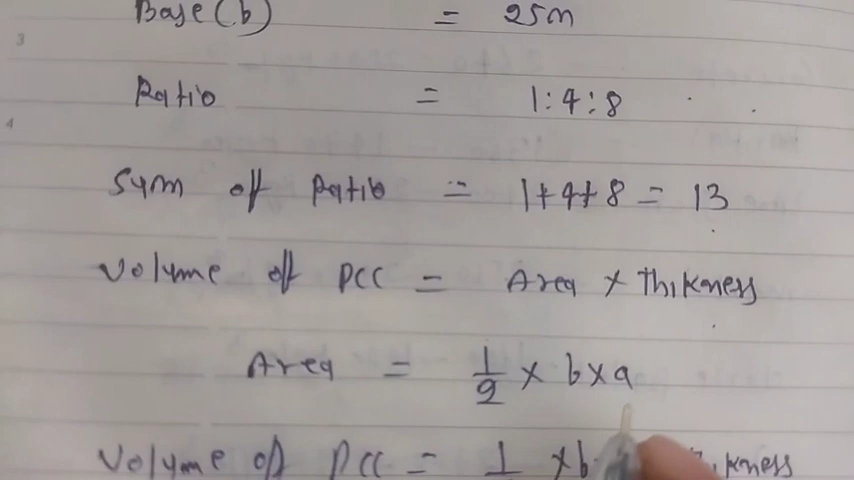 Base(b) = 25m
Ratio = 1:4:8
Sum of Ratio = 1+4+8 = 13
Volume of PCC = Area × Thikness
Area = 1/2 × b×a
Volume of PCC = 1 ×b